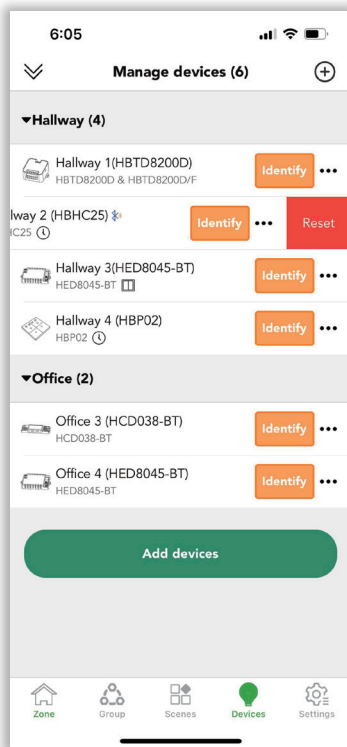 6:05
Manage devices (6)
▾Hallway (4)
Hallway 1(HBTD8200D)
HBTD8200D & HBTD8200D/F
Identify
lway 2 (HBHC25)
HC25
Identify
Reset
Hallway 3(HED8045-BT)
HED8045-BT
Identify
Hallway 4 (HBP02)
HBP02
Identify
▾Office (2)
Office 3 (HCD038-BT)
HCD038-BT
Identify
Office 4 (HED8045-BT)
HED8045-BT
Identify
Add devices
Zone
Group
Scenes
Devices
Settings